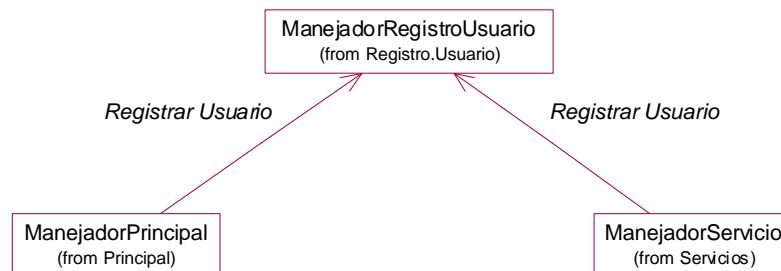 ManejadorRegistroUsuario
(from Registro.Usuario)
Registrar Usuario
Registrar Usuario
ManejadorPrincipal
(from Principal)
ManejadorServicio
(from Servicios)